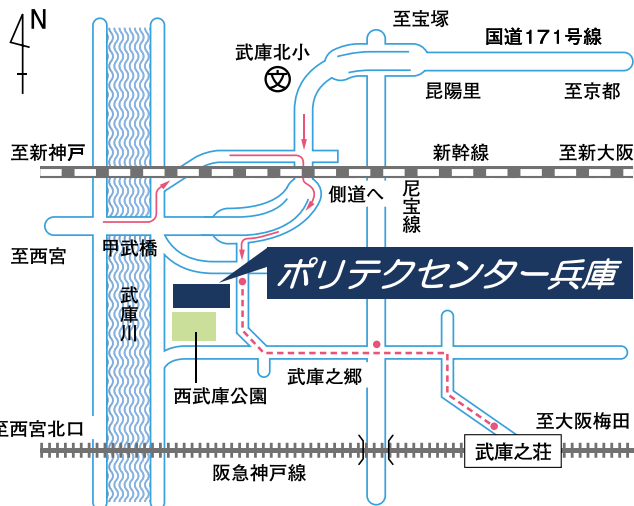 N
至宝塚
国道171号線
武庫北小
文
昆陽里
至京都
至新神戸
新幹線
至新大阪
側道へ
尼宝線
甲武橋
至西宮
ポリテクセンター兵庫
武庫川
武庫之郷
西武庫公園
至西宮北口
至大阪梅田
武庫之荘
阪急神戸線